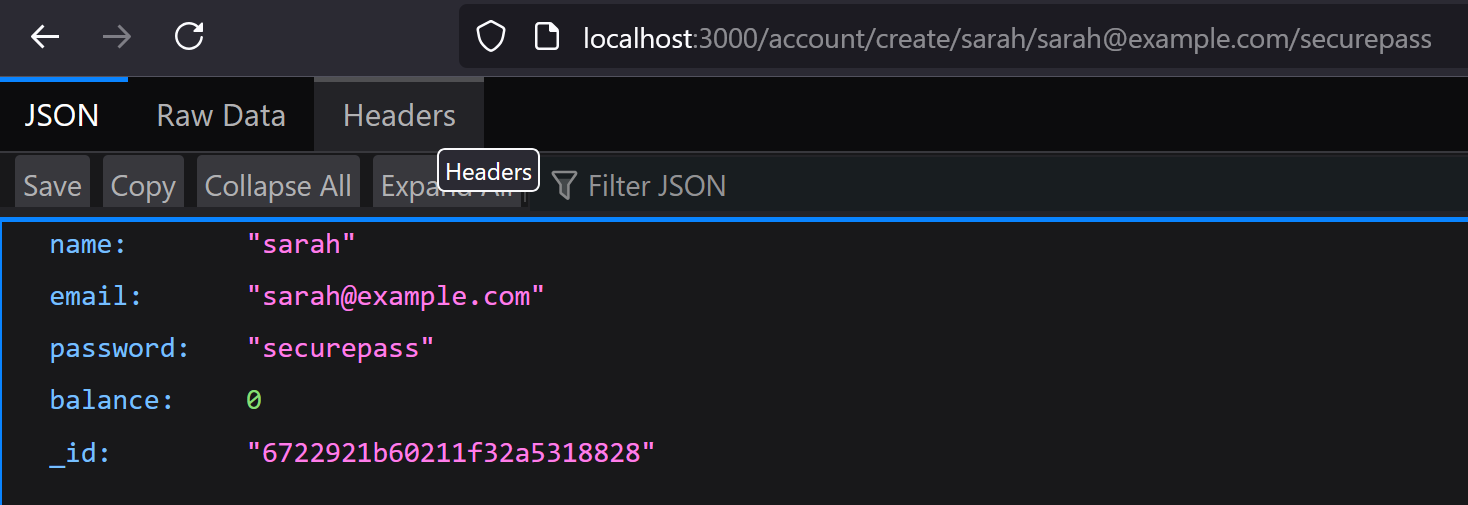 localhost:3000/account/create/sarah/sarah@example.com/securepass
JSON Raw Data Headers
Save Copy Collapse All Expand All Headers Filter JSON
name: "sarah"
email: "sarah@example.com"
password: "securepass"
balance: 0
_id: "6722921b60211f32a5318828"